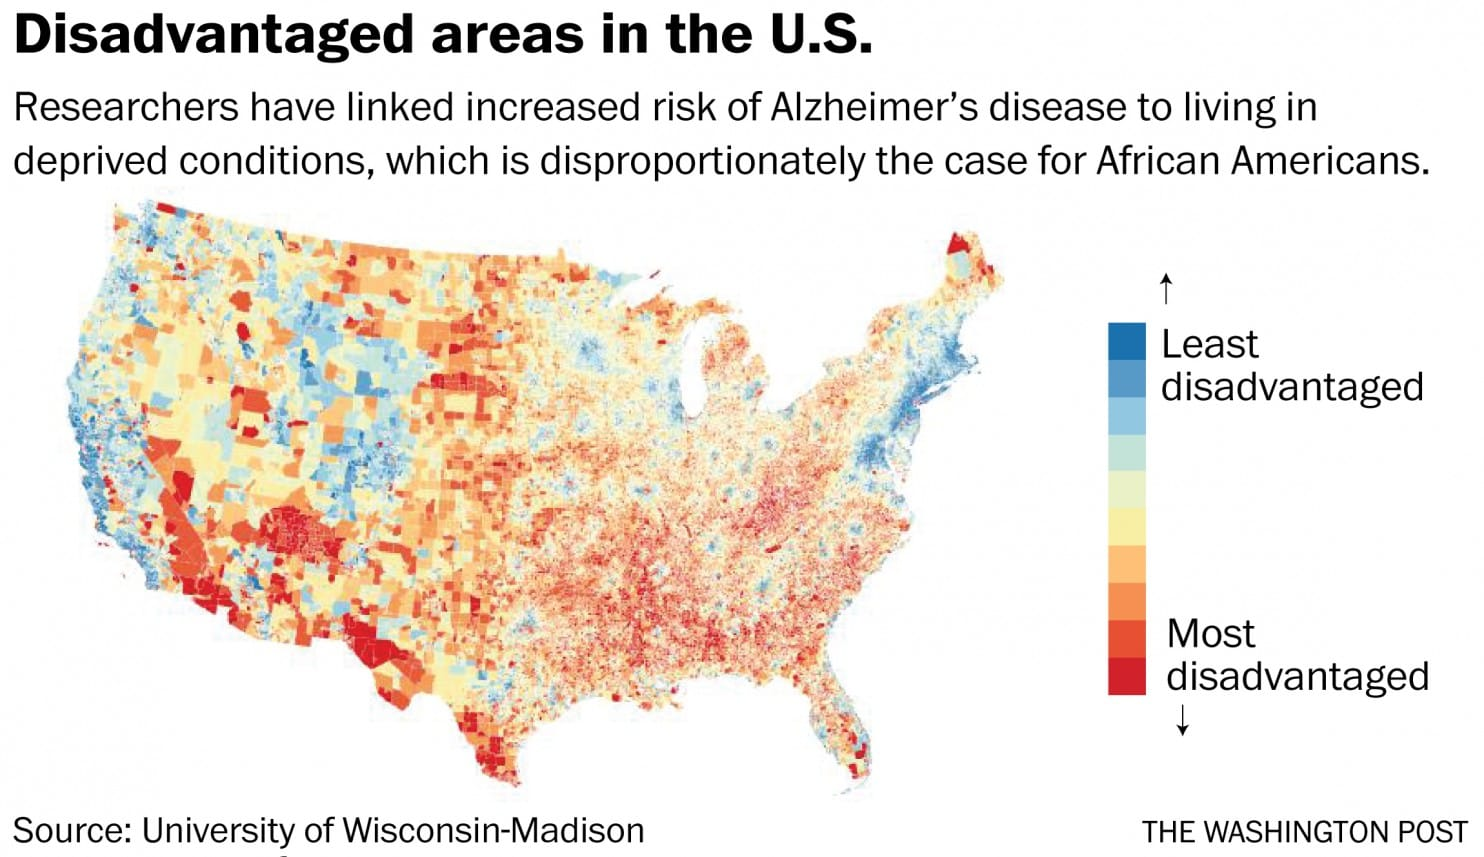 Disadvantaged areas in the U.S.
Researchers have linked increased risk of Alzheimer’s disease to living in
deprived conditions, which is disproportionately the case for African Americans.
Least
disadvantaged
Most
disadvantaged
Source: University of Wisconsin-Madison
THE WASHINGTON POST